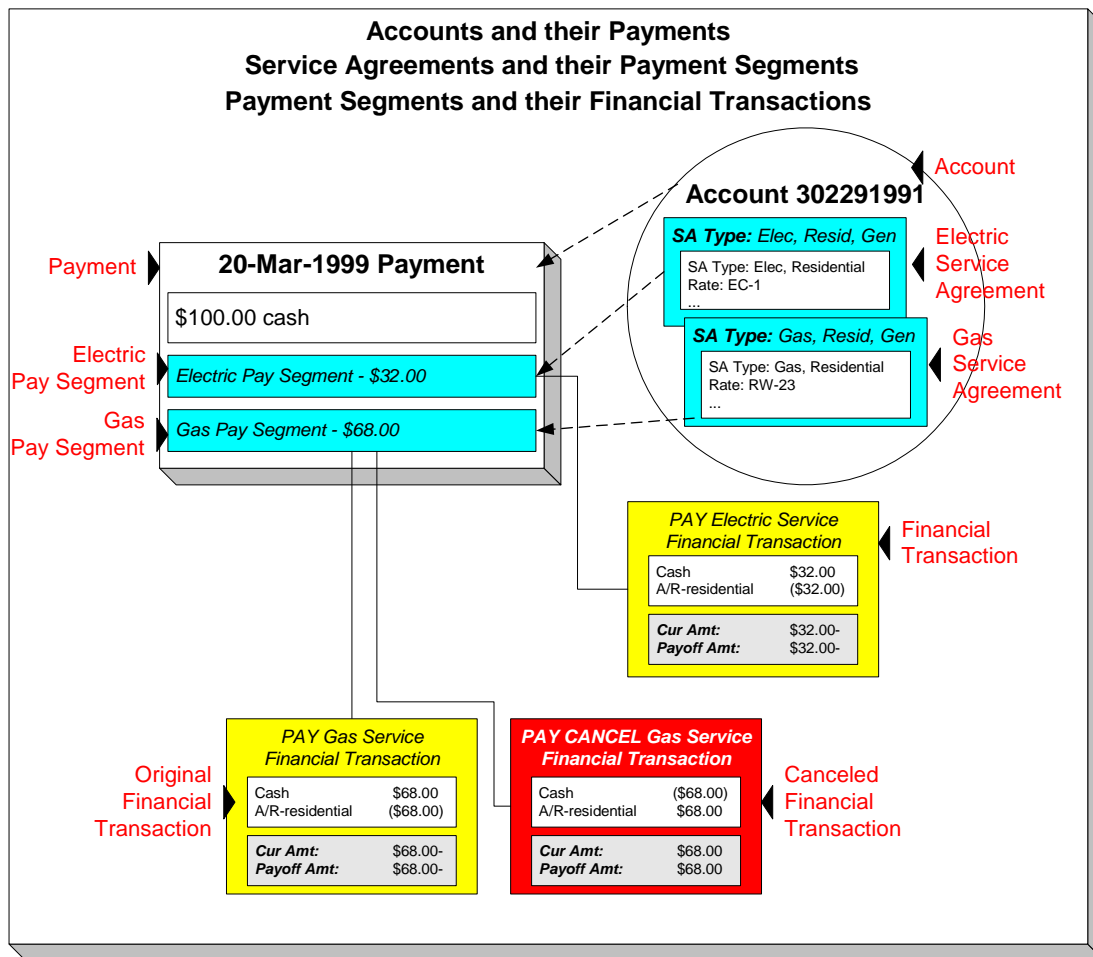 Accounts and their Payments
Service Agreements and their Payment Segments
Payment Segments and their Financial Transactions
Account
Account 302291991
SA Type: Elec, Resid, Gen
SA Type: Elec, Residential
Rate: EC-1
...
Electric
Service
Agreement
SA Type: Gas, Resid, Gen
SA Type: Gas, Residential
Rate: RW-23
...
Gas
Service
Agreement
Payment
20-Mar-1999 Payment
$100.00 cash
Electric
Pay Segment
Electric Pay Segment - $32.00
Gas
Pay Segment
Gas Pay Segment - $68.00
PAY Electric Service
Financial Transaction
Cash $32.00
A/R-residential ($32.00)
Cur Amt: $32.00-
Payoff Amt: $32.00-
Financial
Transaction
Original
Financial
Transaction
PAY Gas Service
Financial Transaction
Cash $68.00
A/R-residential ($68.00)
Cur Amt: $68.00-
Payoff Amt: $68.00-
PAY CANCEL Gas Service
Financial Transaction
Cash ($68.00)
A/R-residential $68.00
Cur Amt: $68.00
Payoff Amt: $68.00
Canceled
Financial
Transaction